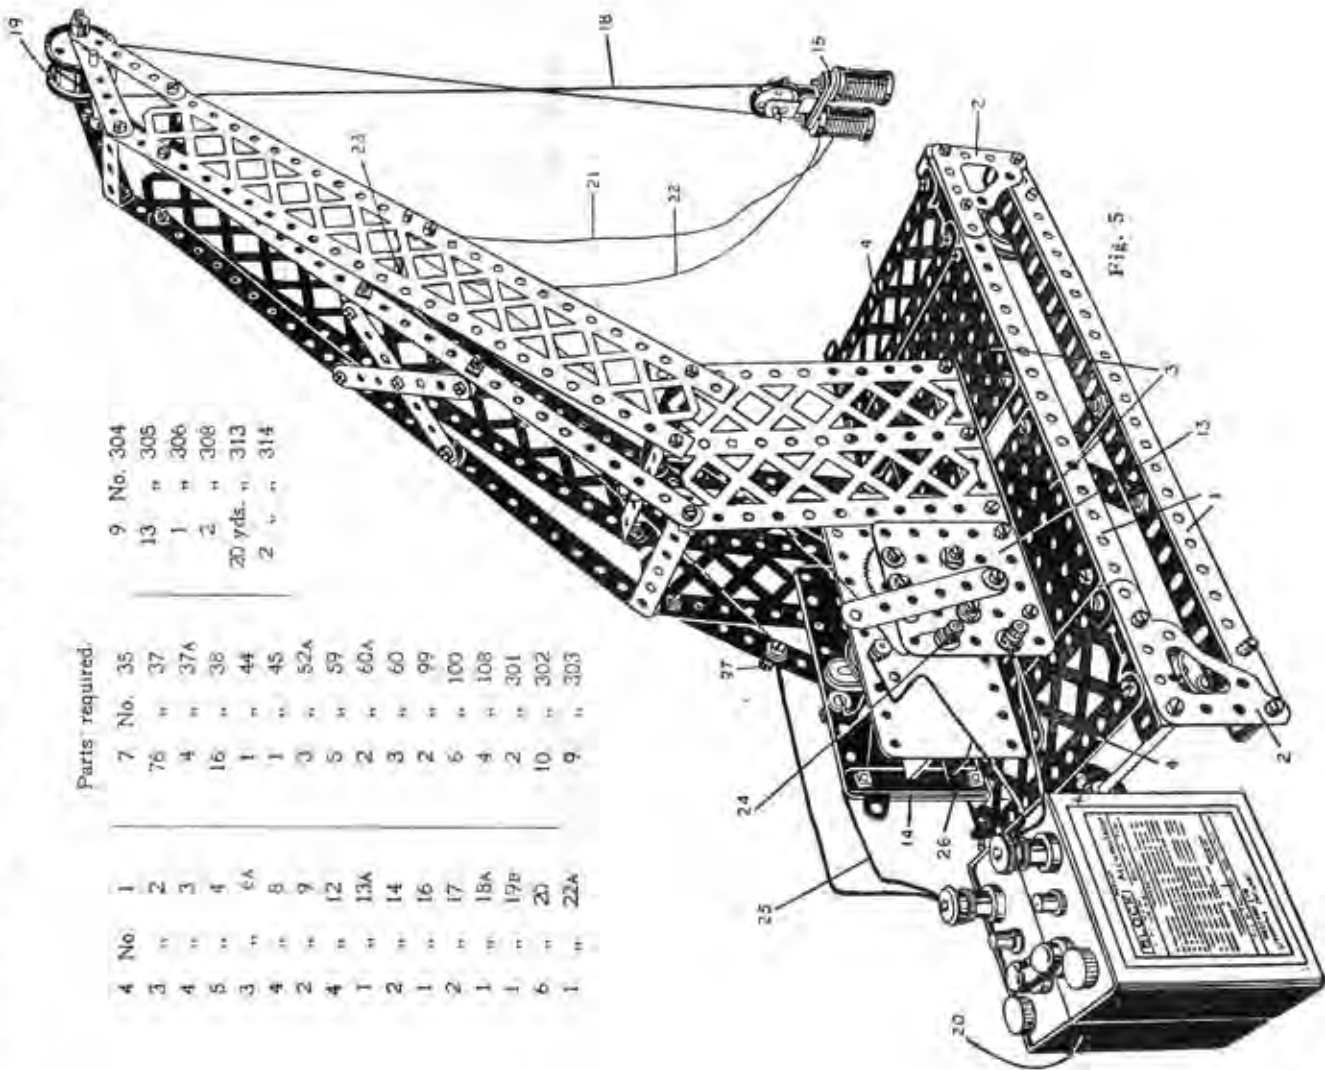 Parts required
4 No. 1
3 " 2
4 " 3
5 " 4
3 " 6A
4 " 8
2 " 9
4 " 12
1 " 13A
2 " 14
1 " 16
2 " 17
1 " 18A
1 " 19B
6 " 20
1 " 22A
7 No. 35
76 " 37
4 " 37A
16 " 38
1 " 44
1 " 45
3 " 52A
5 " 59
2 " 60A
3 " 60
2 " 99
6 " 100
4 " 108
2 " 301
10 " 302
9 " 303
9 No. 304
13 " 305
1 " 306
2 " 308
20 yds. " 313
2 " " 314
19
18
15
23
21
22
2
4
Fig. 5
3
13
1
1
27
24
14
26
25
4
2
20